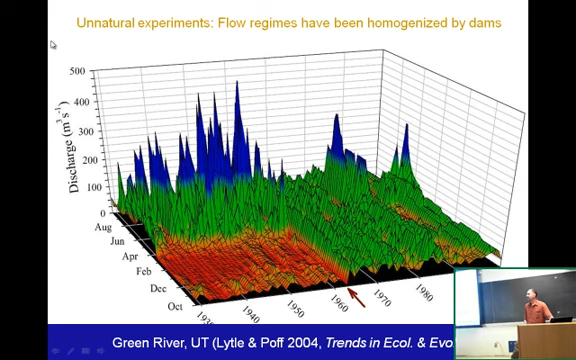 Unnatural experiments: Flow regimes have been homogenized by dams
500
400
300
200
100
0
Discharge (m³ s⁻¹)
Aug
Jun
Apr
Feb
Dec
Oct
1940
1950
1960
1970
1980
Green River, UT (Lytle & Poff 2004, Trends in Ecol. & Evo